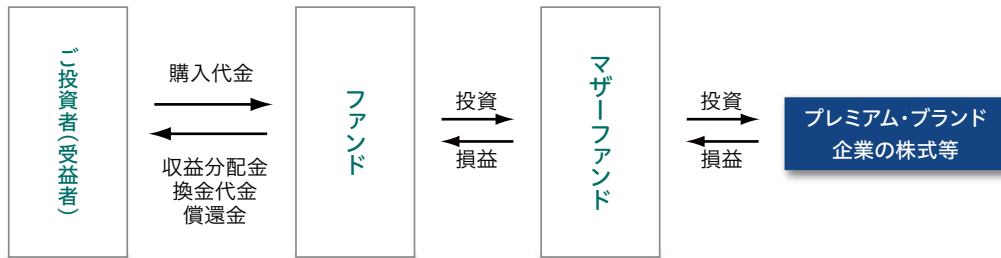 ご投資者(受益者)
購入代金
収益分配金
換金代金
償還金
ファンド
投資
損益
マザーファンド
投資
損益
プレミアム・ブランド
企業の株式等